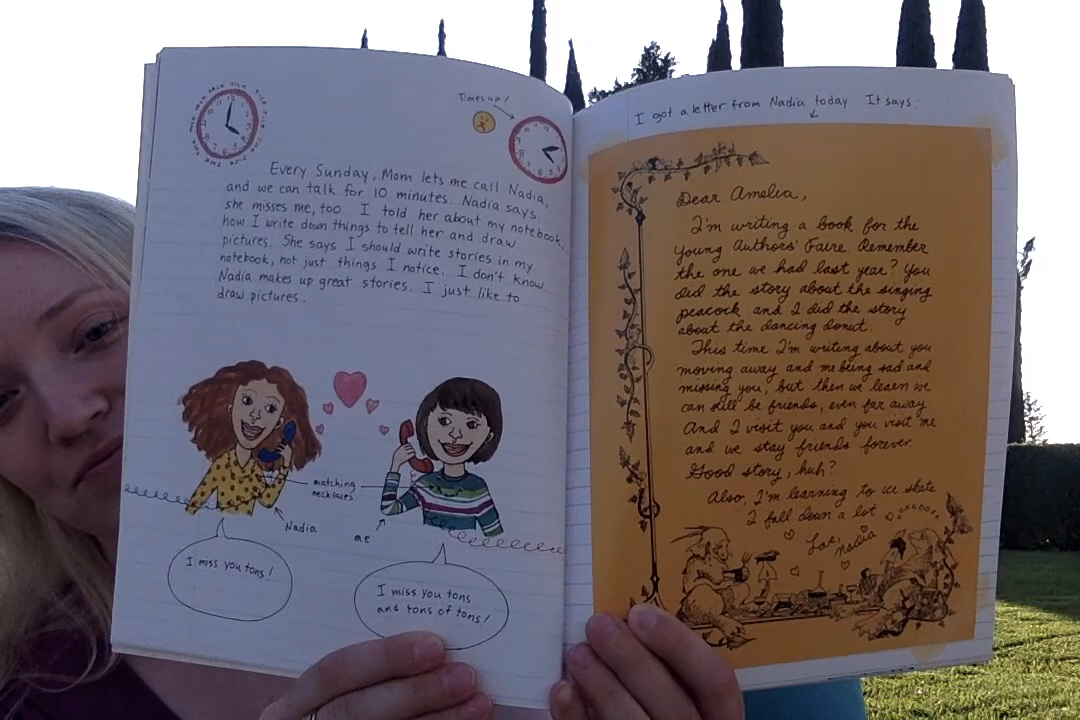 Every Sunday, Mom lets me call Nadia,
and we can talk for 10 minutes. Nadia says
she misses me, too. I told her about my notebook,
how I write down things to tell her and draw
pictures. She says I should write stories in my
notebook, not just things I notice. I don't know.
Nadia makes up great stories. I just like to
draw pictures.
matching
necklaces
Nadia
me
I miss you tons!
I miss you tons
and tons of tons!
Time's up!
I got a letter from Nadia today It says:
Dear Amelia,
I'm writing a book for the
Young Authors' Faire. Remember
the one we had last year? You
did the story about the singing
peacock and I did the story
about the dancing donut.
This time I'm writing about you
moving away and me being sad and
missing you, but then we learn we
can still be friends, even far away.
And I visit you and you visit me
and we stay friends forever.
Good story, huh?
Also, I'm learning to ice skate.
I fall down a lot
Luv,
Nadia